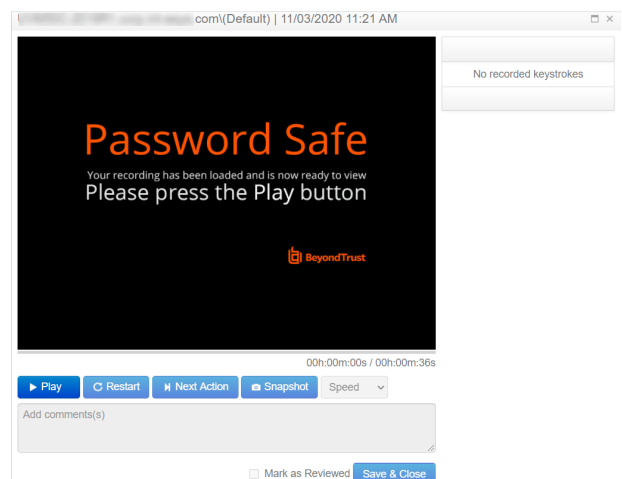 com\(Default) | 11/03/2020 11:21 AM
No recorded keystrokes
Password Safe
Your recording has been loaded and is now ready to view
Please press the Play button
BeyondTrust
00h:00m:00s / 00h:00m:36s
Play Restart Next Action Snapshot Speed
Add comments(s)
Mark as Reviewed Save & Close